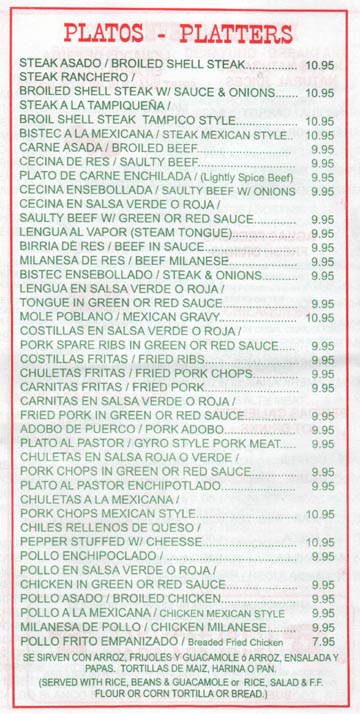 PLATOS - PLATTERS
STEAK ASADO / BROILED SHELL STEAK............... 10.95
STEAK RANCHERO /
BROILED SHELL STEAK W/ SAUCE & ONIONS....... 10.95
STEAK A LA TAMPIQUEÑA /
BROIL SHELL STEAK TAMPICO STYLE.................. 10.95
BISTEC A LA MEXICANA / STEAK MEXICAN STYLE.. 10.95
CARNE ASADA / BROILED BEEF........................... 9.95
CECINA DE RES / SAULTY BEEF........................... 9.95
PLATO DE CARNE ENCHILADA / (Lightly Spice Beef) 9.95
CECINA ENSEBOLLADA / SAULTY BEEF W/ ONIONS 9.95
CECINA EN SALSA VERDE O ROJA /
SAULTY BEEF W/ GREEN OR RED SAUCE.............. 9.95
LENGUA AL VAPOR (STEAM TONGUE)................... 9.95
BIRRIA DE RES / BEEF IN SAUCE.......................... 9.95
MILANESA DE RES / BEEF MILANESE.................... 9.95
BISTEC ENSEBOLLADO / STEAK & ONIONS............ 9.95
LENGUA EN SALSA VERDE O ROJA /
TONGUE IN GREEN OR RED SAUCE...................... 9.95
MOLE POBLANO / MEXICAN GRAVY...................... 10.95
COSTILLAS EN SALSA VERDE O ROJA /
PORK SPARE RIBS IN GREEN OR RED SAUCE....... 9.95
COSTILLAS FRITAS / FRIED RIBS.......................... 9.95
CHULETAS FRITAS / FRIED PORK CHOPS.............. 9.95
CARNITAS FRITAS / FRIED PORK.......................... 9.95
CARNITAS EN SALSA VERDE O ROJA /
FRIED PORK IN GREEN OR RED SAUCE................ 9.95
ADOBO DE PUERCO / PORK ADOBO..................... 9.95
PLATO AL PASTOR / GYRO STYLE PORK MEAT..... 9.95
CHULETAS EN SALSA ROJA O VERDE /
PORK CHOPS IN GREEN OR RED SAUCE............... 9.95
PLATO AL PASTOR ENCHIPOTLADO....................... 9.95
CHULETAS A LA MEXICANA /
PORK CHOPS MEXICAN STYLE............................. 10.95
CHILES RELLENOS DE QUESO /
PEPPER STUFFED W/ CHEESSE............................ 10.95
POLLO ENCHIPOCLADO / .................................... 9.95
POLLO EN SALSA VERDE O ROJA /
CHICKEN IN GREEN OR RED SAUCE..................... 9.95
POLLO ASADO / BROILED CHICKEN...................... 9.95
POLLO A LA MEXICANA / CHICKEN MEXICAN STYLE 9.95
MILANESA DE POLLO / CHICKEN MILANESE........... 9.95
POLLO FRITO EMPANIZADO / Breaded Fried Chicken 7.95
SE SIRVEN CON ARROZ, FRIJOLES Y GUACAMOLE ó ARROZ, ENSALADA Y
PAPAS. TORTILLAS DE MAIZ, HARINA O PAN.
(SERVED WITH RICE, BEANS & GUACAMOLE or RICE, SALAD & F.F.
FLOUR OR CORN TORTILLA OR BREAD.)